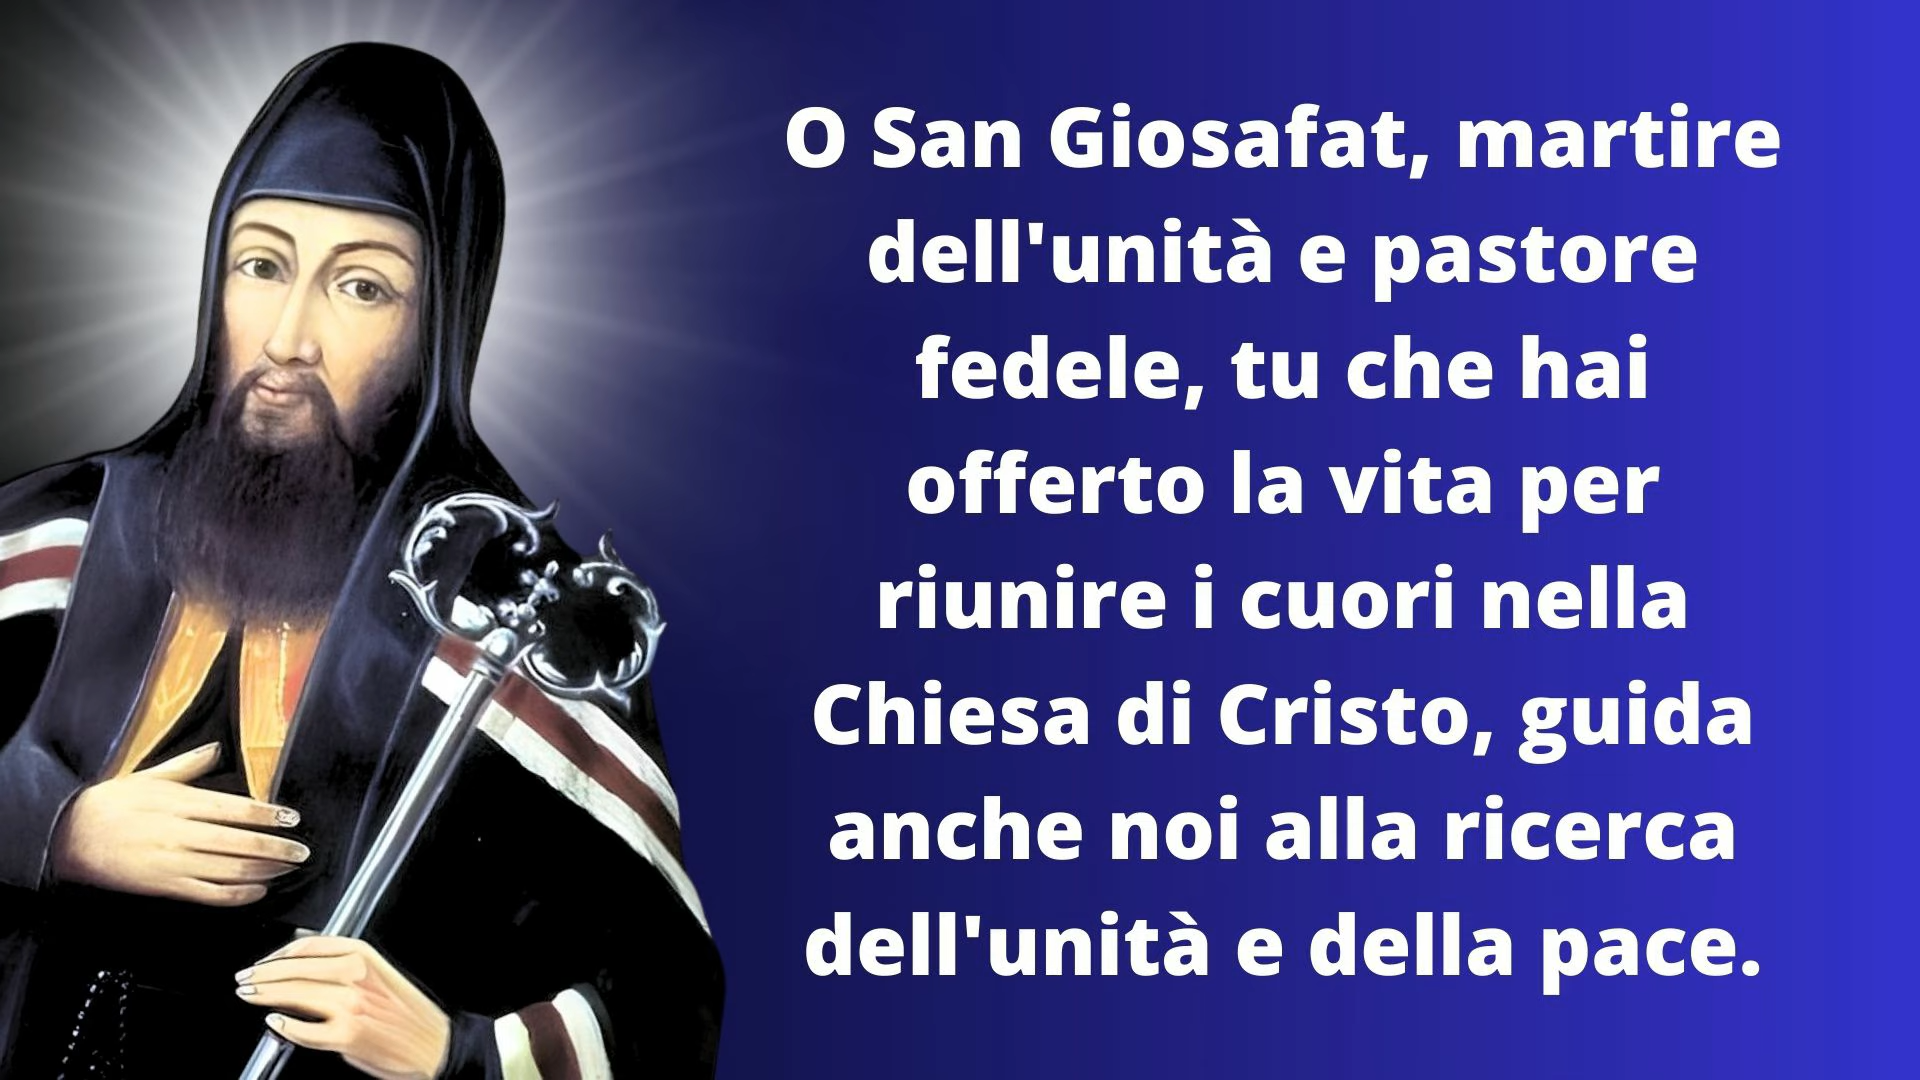 O San Giosafat, martire
dell'unità e pastore
fedele, tu che hai
offerto la vita per
riunire i cuori nella
Chiesa di Cristo, guida
anche noi alla ricerca
dell'unità e della pace.